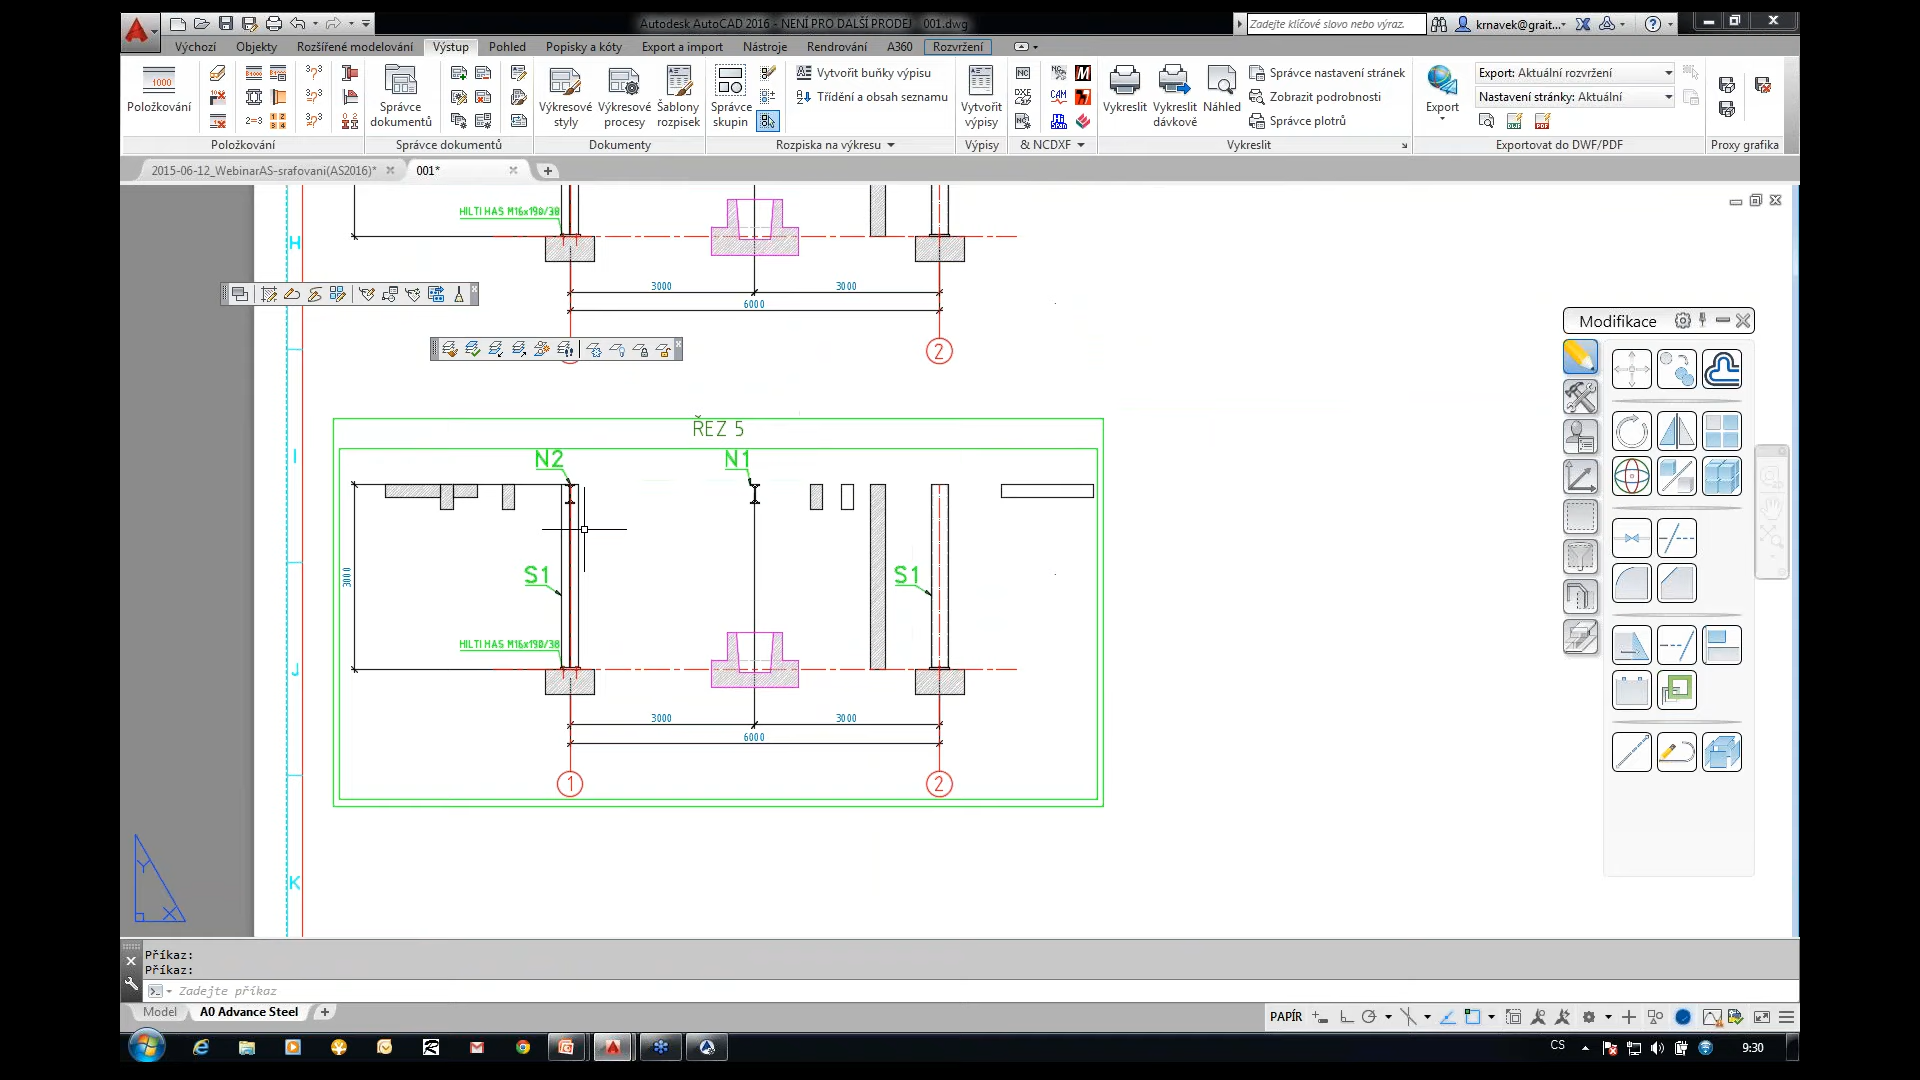 Autodesk AutoCAD 2016 - NENÍ PRO DALŠÍ PRODEJ 001.dwg
Zadejte klíčové slovo nebo výraz.
krnavek@grait...
Výchozí Objekty Rozšířené modelování Výstup Pohled Popisky a kóty Export a import Nástroje Rendrování A360 Rozvržení
Položkování
Správce dokumentů
Výkresové styly
Výkresové procesy
Šablony rozpisek
Správce skupin
Vytvořit buňky výpisu
Třídění a obsah seznamu
Vytvořit výpisy
NC
DXF
CAM
Vykreslit
Vykreslit dávkově
Náhled
Správce nastavení stránek
Zobrazit podrobnosti
Správce plotrů
Export
Export: Aktuální rozvržení
Nastavení stránky: Aktuální
Položkování Správce dokumentů Dokumenty Rozpiska na výkresu Výpisy & NCDXF Vykreslit Exportovat do DWF/PDF Proxy grafika
2015-06-12_WebinarAS-srafovani(AS2016)* 001*
H
HILTI HAS M16x190/38
3000 3000
6000
2
Modifikace
ŘEZ 5
I
N2 N1
3000
S1 S1
HILTI HAS M16x190/38
J
3000 3000
6000
1 2
K
Y
X
Příkaz:
Příkaz:
Zadejte příkaz
Model A0 Advance Steel
PAPÍR
CS
9:30